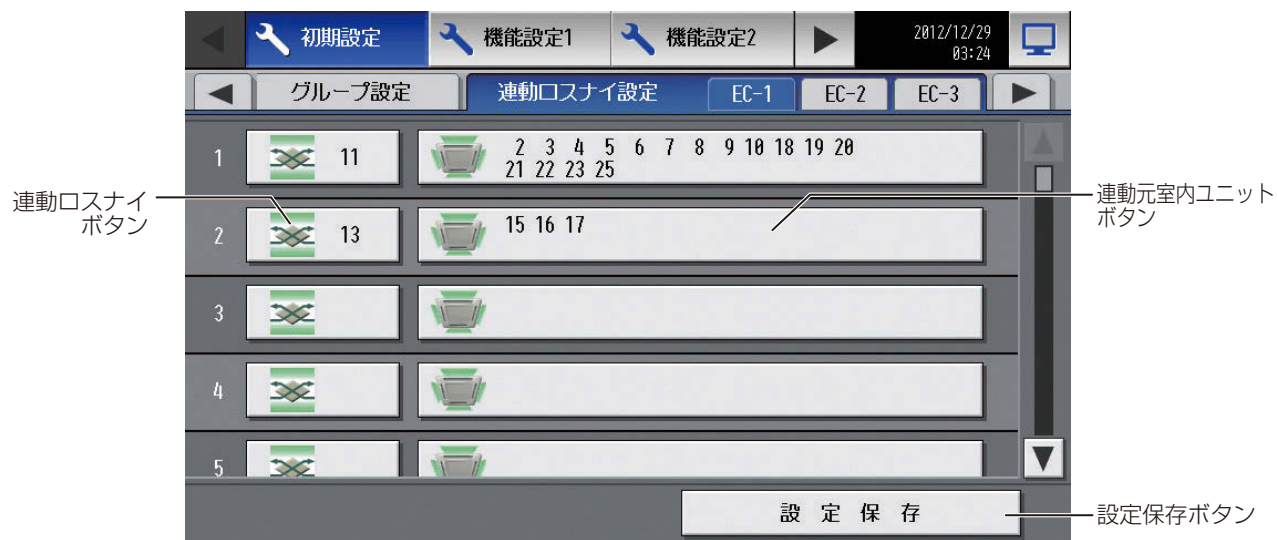 初期設定
機能設定1
機能設定2
2012/12/29
03:24
グループ設定
連動ロスナイ設定
EC-1
EC-2
EC-3
1
11
2 3 4 5 6 7 8 9 10 18 19 20
21 22 23 25
連動ロスナイ
ボタン
2
13
15 16 17
連動元室内ユニット
ボタン
3
4
5
設定保存
設定保存ボタン